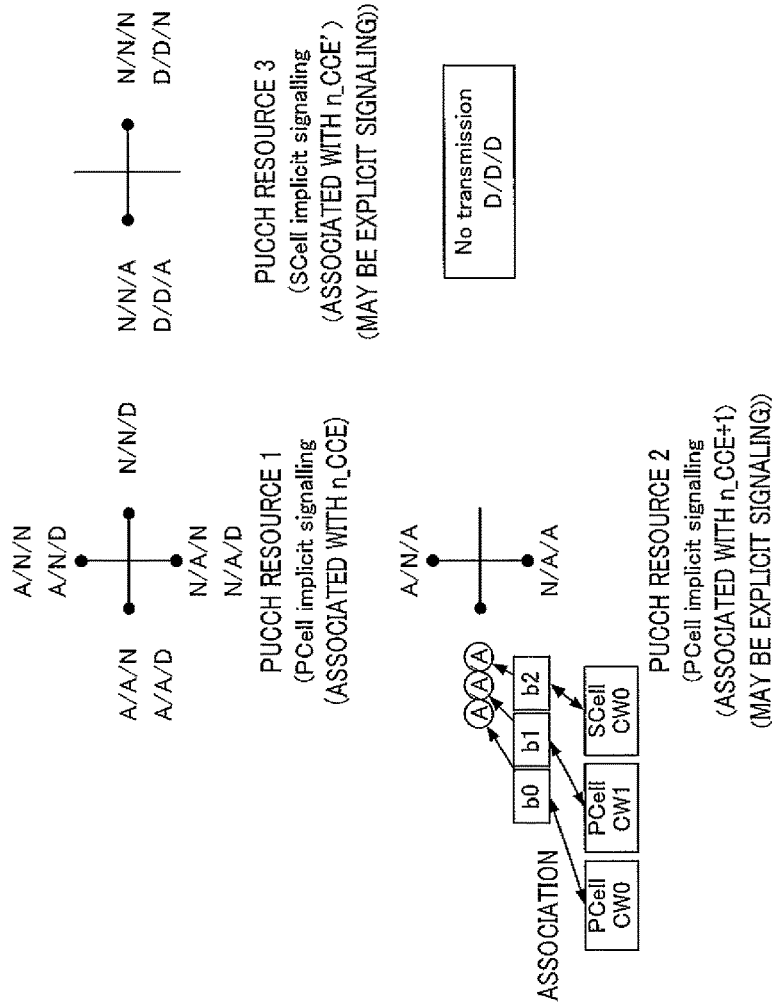 A/N/N
A/N/D
A/A/N
A/A/D
N/N/D
N/A/N
N/A/D
PUCCH RESOURCE 1
(PCell implicit signalling
(ASSOCIATED WITH n_CCE)
N/N/A
D/D/A
N/N/N
D/D/N
PUCCH RESOURCE 3
(SCell implicit signalling
(ASSOCIATED WITH n_CCE')
(MAY BE EXPLICIT SIGNALING))
A/N/A
A A A
N/A/A
b0 b1 b2
ASSOCIATION
PCell
CW0
PCell
CW1
SCell
CW0
PUCCH RESOURCE 2
(PCell implicit signalling
(ASSOCIATED WITH n_CCE+1)
(MAY BE EXPLICIT SIGNALING))
No transmission
D/D/D